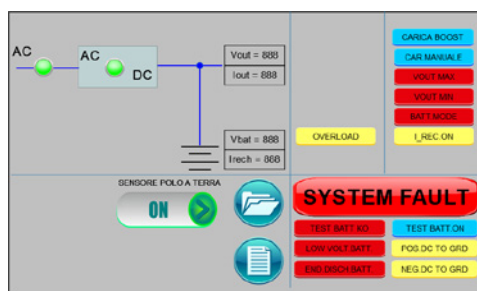 CARICA BOOST
CAR.MANUALE
VOUT MAX
VOUT MIN
BATT.MODE
I_REC.ON
OVERLOAD
AC
AC
DC
Vout = 888
Iout = 888
Vbat = 888
Irech = 888
SENSORE POLO A TERRA
ON
SYSTEM FAULT
TEST BATT KO
TEST BATT.ON
LOW VOLT.BATT.
POS.DC TO GRD
END.DISCH.BATT.
NEG.DC TO GRD